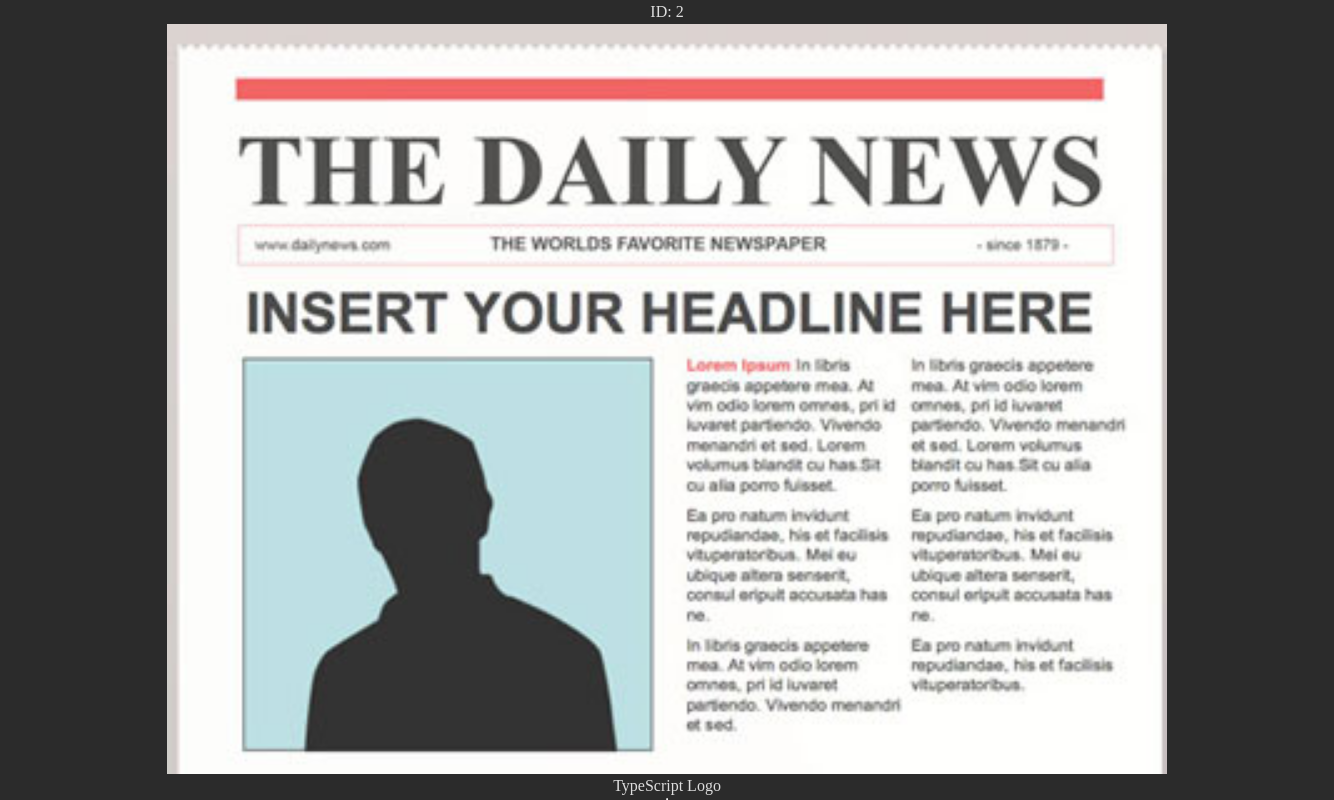 ID: 2
THE DAILY NEWS
www.dailynews.com THE WORLDS FAVORITE NEWSPAPER - since 1879 -
INSERT YOUR HEADLINE HERE
Lorem Ipsum In libris
graecis appetere mea. At
vim odio lorem omnes, pri id
iuvaret partiendo. Vivendo
menandri et sed. Lorem
volumus blandit cu has.Sit
cu alia porro fuisset.
Ea pro natum invidunt
repudiandae, his et facilisis
vituperatoribus. Mei eu
ubique altera senserit,
consul eripuit accusata has
ne.
In libris graecis appetere
mea. At vim odio lorem
omnes, pri id iuvaret
partiendo. Vivendo menandri
et sed.
In libris graecis appetere
mea. At vim odio lorem
omnes, pri id iuvaret
partiendo. Vivendo menandri
et sed. Lorem volumus
blandit cu has.Sit cu alia
porro fuisset.
Ea pro natum invidunt
repudiandae, his et facilisis
vituperatoribus. Mei eu
ubique altera senserit,
consul eripuit accusata has
ne.
Ea pro natum invidunt
repudiandae, his et facilisis
vituperatoribus.
TypeScript Logo